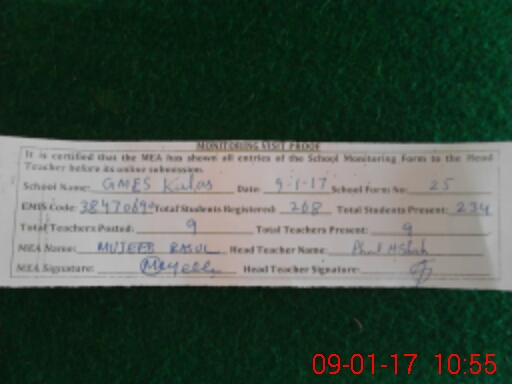 MONITORING VISIT PROOF
It is certified that the MEA has shown all entries of the School Monitoring Form to the Head
Teacher before its online submission.
School Name: GMES Date: 9-1-17 School Form No: 25
EMIS Code: Total Students Registered: 268 Total Students Present: 234
Total Teachers Posted: 9 Total Teachers Present: 9
MEA Name: MUJEEB RASUL Head Teacher Name:
MEA Signature: Head Teacher Signature:
09-01-17 10:55